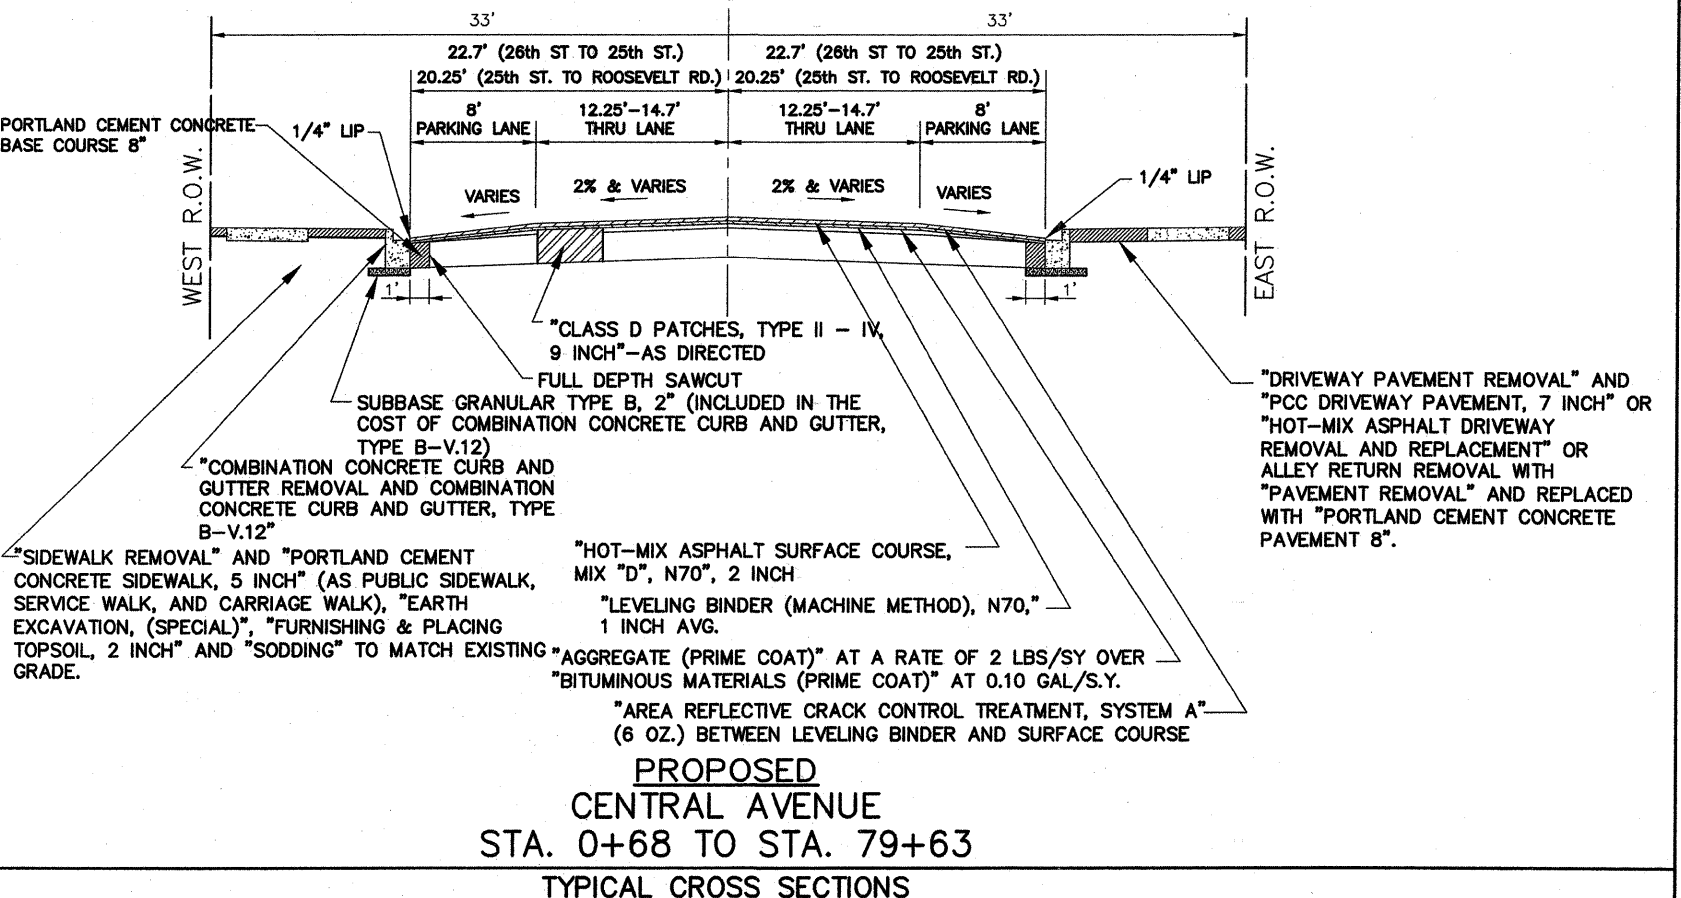 33' 33'
22.7' (26th ST TO 25th ST.) 22.7' (26th ST TO 25th ST.)
20.25' (25th ST. TO ROOSEVELT RD.) 20.25' (25th ST. TO ROOSEVELT RD.)
8' 12.25'-14.7' 12.25'-14.7' 8'
PARKING LANE THRU LANE THRU LANE PARKING LANE
PORTLAND CEMENT CONCRETE
BASE COURSE 8"
1/4" LIP
1/4" LIP
VARIES 2% & VARIES 2% & VARIES VARIES
WEST R.O.W.
EAST R.O.W.
1' 1'
"CLASS D PATCHES, TYPE II - IV,
9 INCH"-AS DIRECTED
FULL DEPTH SAWCUT
SUBBASE GRANULAR TYPE B, 2" (INCLUDED IN THE
COST OF COMBINATION CONCRETE CURB AND GUTTER,
TYPE B-V.12)
"COMBINATION CONCRETE CURB AND
GUTTER REMOVAL AND COMBINATION
CONCRETE CURB AND GUTTER, TYPE
B-V.12"
"SIDEWALK REMOVAL" AND "PORTLAND CEMENT
CONCRETE SIDEWALK, 5 INCH" (AS PUBLIC SIDEWALK,
SERVICE WALK, AND CARRIAGE WALK), "EARTH
EXCAVATION, (SPECIAL)", "FURNISHING & PLACING
TOPSOIL, 2 INCH" AND "SODDING" TO MATCH EXISTING
GRADE.
"HOT-MIX ASPHALT SURFACE COURSE,
MIX "D", N70", 2 INCH
"LEVELING BINDER (MACHINE METHOD), N70,"
1 INCH AVG.
"AGGREGATE (PRIME COAT)" AT A RATE OF 2 LBS/SY OVER
"BITUMINOUS MATERIALS (PRIME COAT)" AT 0.10 GAL/S.Y.
"AREA REFLECTIVE CRACK CONTROL TREATMENT, SYSTEM A"
(6 OZ.) BETWEEN LEVELING BINDER AND SURFACE COURSE
"DRIVEWAY PAVEMENT REMOVAL" AND
"PCC DRIVEWAY PAVEMENT, 7 INCH" OR
"HOT-MIX ASPHALT DRIVEWAY
REMOVAL AND REPLACEMENT" OR
ALLEY RETURN REMOVAL WITH
"PAVEMENT REMOVAL" AND REPLACED
WITH "PORTLAND CEMENT CONCRETE
PAVEMENT 8".
PROPOSED
CENTRAL AVENUE
STA. 0+68 TO STA. 79+63
TYPICAL CROSS SECTIONS